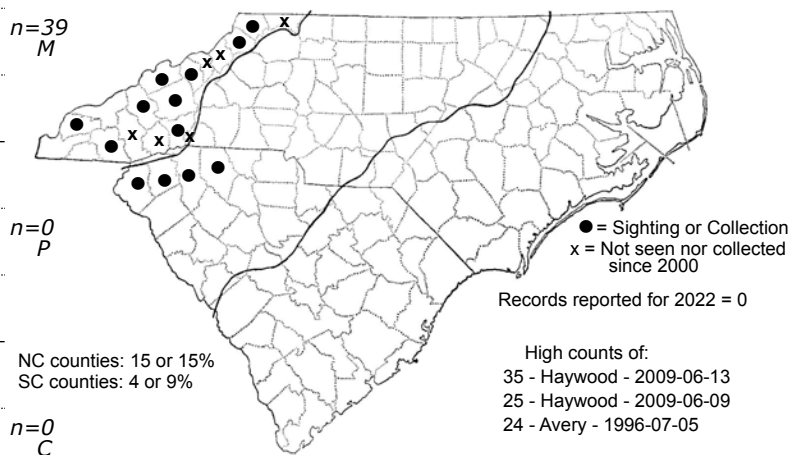 n=39
M
n=0
P
n=0
C
● = Sighting or Collection
x = Not seen nor collected
since 2000
Records reported for 2022 = 0
NC counties: 15 or 15%
SC counties: 4 or 9%
High counts of:
35 - Haywood - 2009-06-13
25 - Haywood - 2009-06-09
24 - Avery - 1996-07-05